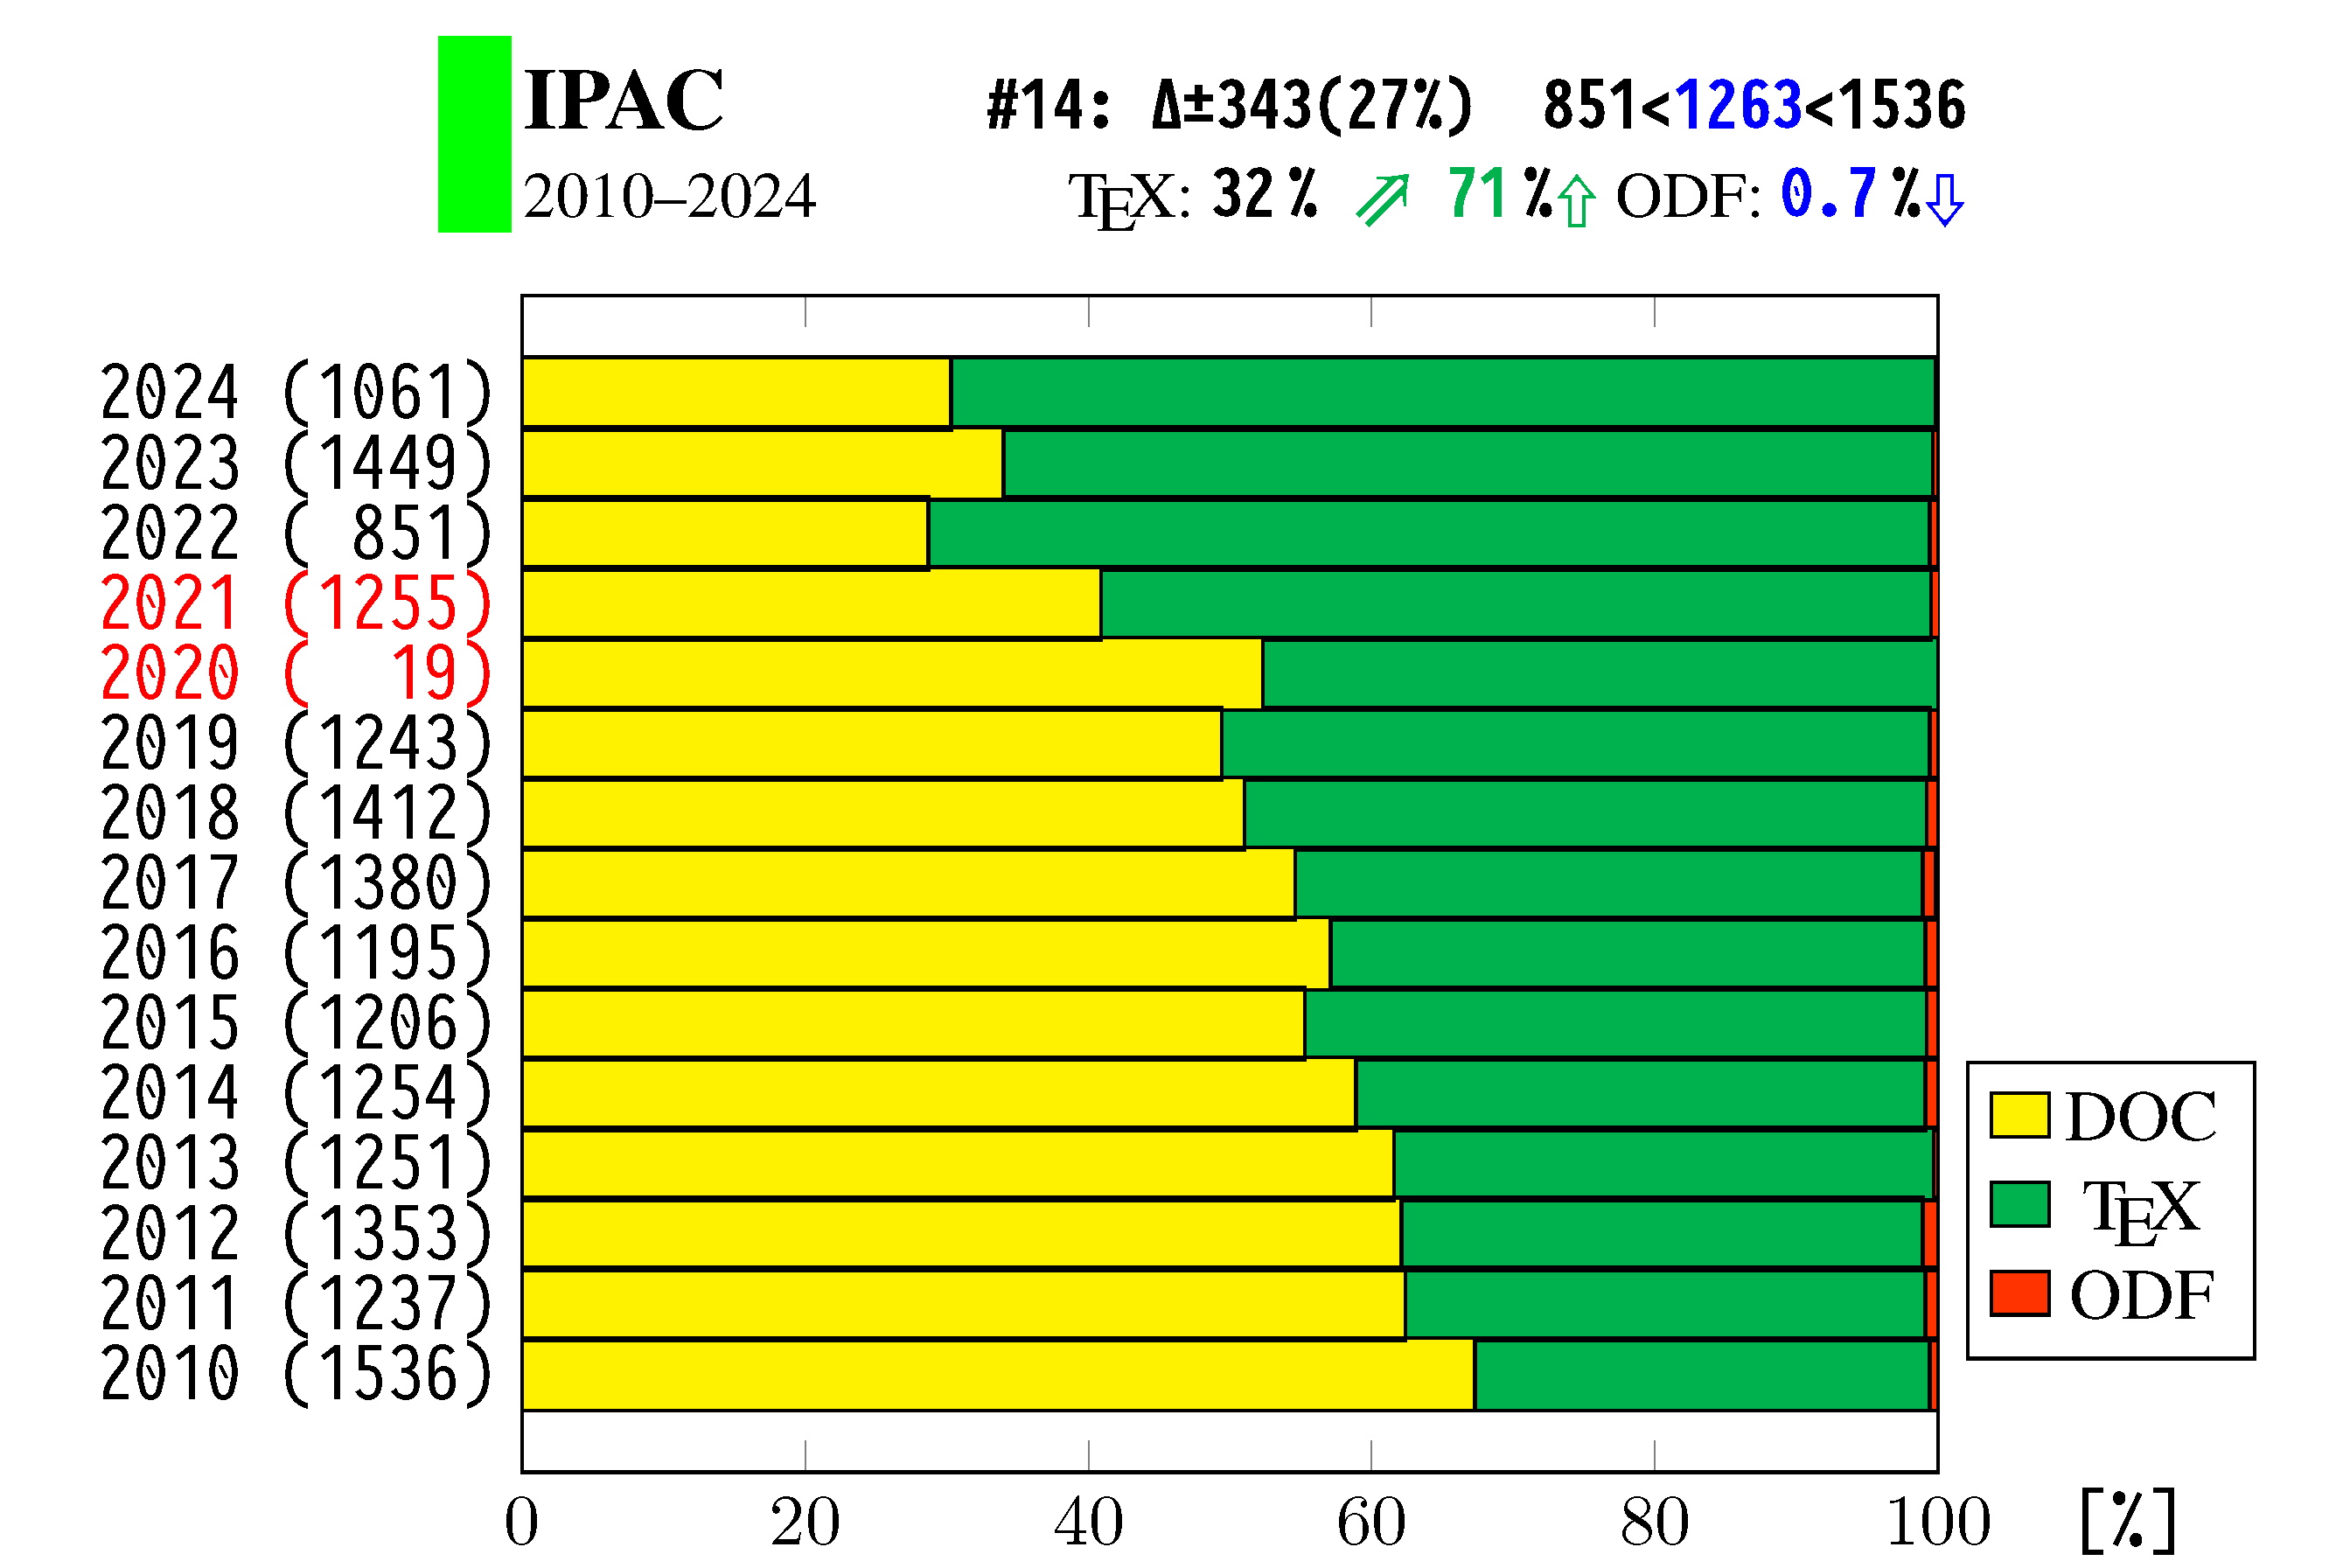 IPAC
#14: Δ±343(27%) 851<1263<1536
2010–2024
TEX: 32% ⇗ 71%⇧ ODF: 0.7%⇩
2024 (1061)
2023 (1449)
2022 ( 851)
2021 (1255)
2020 ( 19)
2019 (1243)
2018 (1412)
2017 (1380)
2016 (1195)
2015 (1206)
2014 (1254)
2013 (1251)
2012 (1353)
2011 (1237)
2010 (1536)
DOC
TEX
ODF
0 20 40 60 80 100 [%]